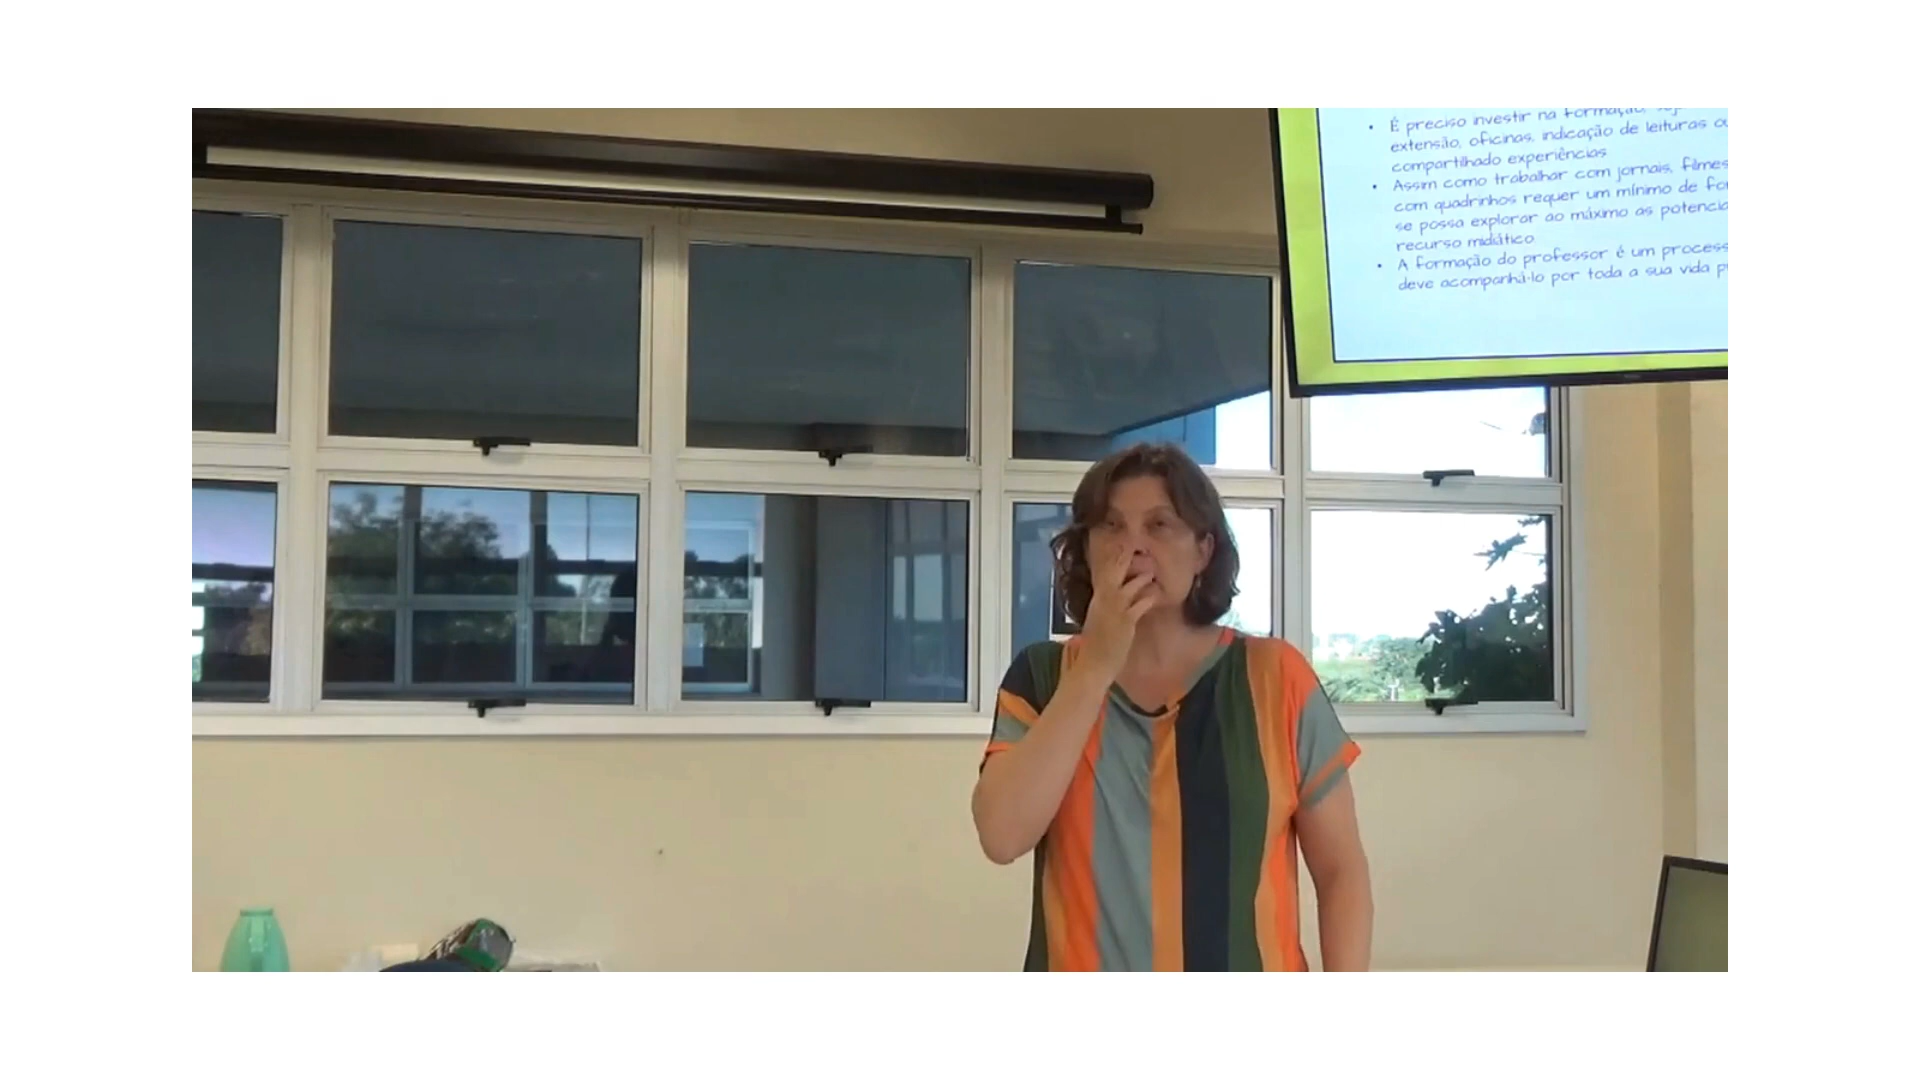 • É preciso investir na formação,
extensão, oficinas, indicação de leituras
compartilhado experiências
• Assim como trabalhar com jornais, filmes
com quadrinhos requer um mínimo de
se possa explorar ao máximo as
recurso midiático
• A formação do professor é um
deve acompanhá-lo por toda a sua vida